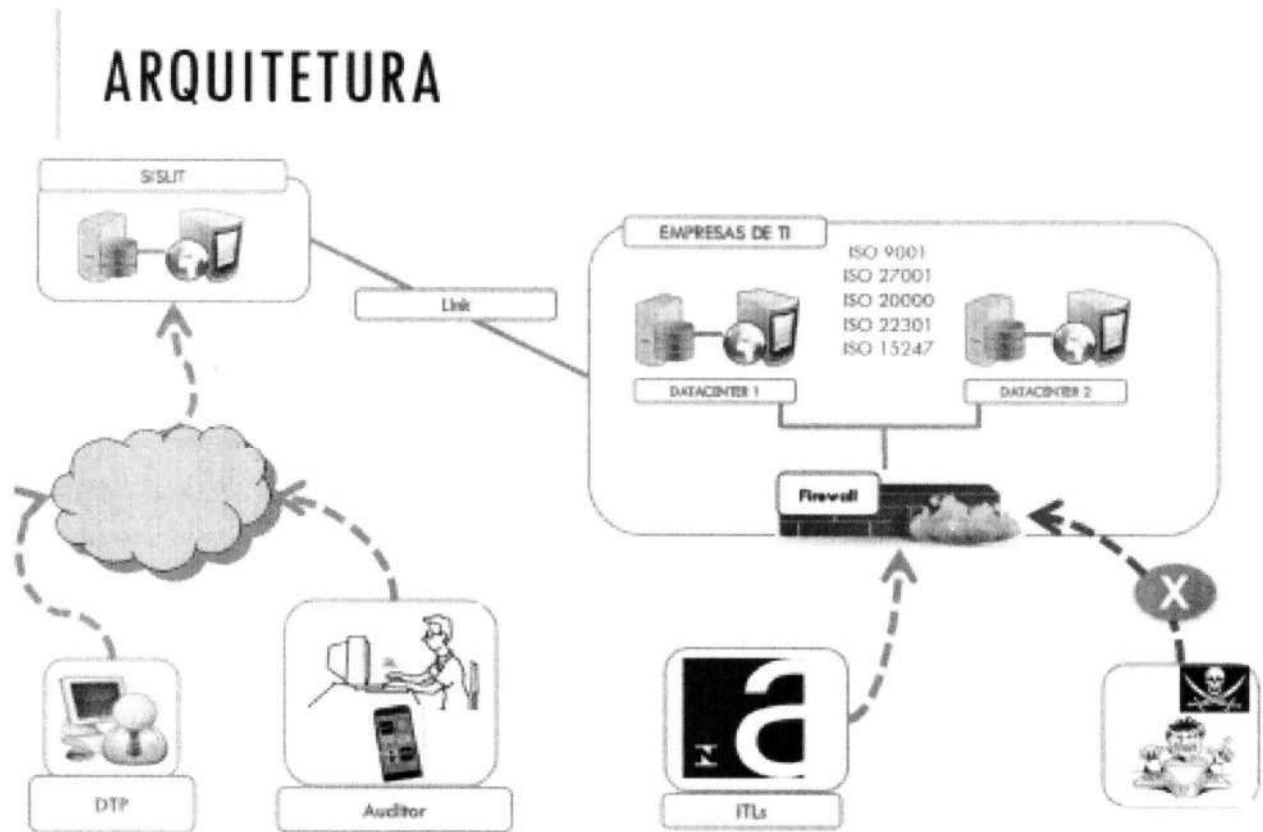 ARQUITETURA
SISLIT
Link
EMPRESAS DE TI
ISO 9001
ISO 27001
ISO 20000
ISO 22301
ISO 15247
DATACENTER 1
DATACENTER 2
Firewall
X
DTP
Auditor
a
ITLs